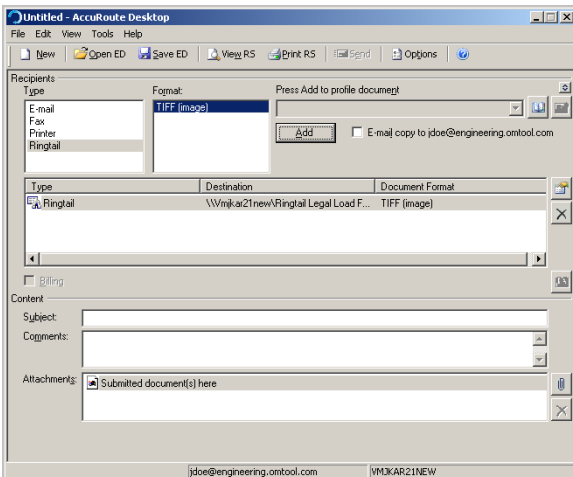 Untitled - AccuRoute Desktop
File Edit View Tools Help
New Open ED Save ED View RS Print RS Send Options
Recipients
Type Format: Press Add to profile document
E-mail
Fax
Printer
Ringtail
TIFF (image)
Add E-mail copy to jdoe@engineering.omtool.com
Type Destination Document Format
Ringtail \\Vmjkar21new\Ringtail Legal Load F... TIFF (image)
Billing
Content
Subject:
Comments:
Attachments: Submitted document(s) here
jdoe@engineering.omtool.com VMJKAR21NEW